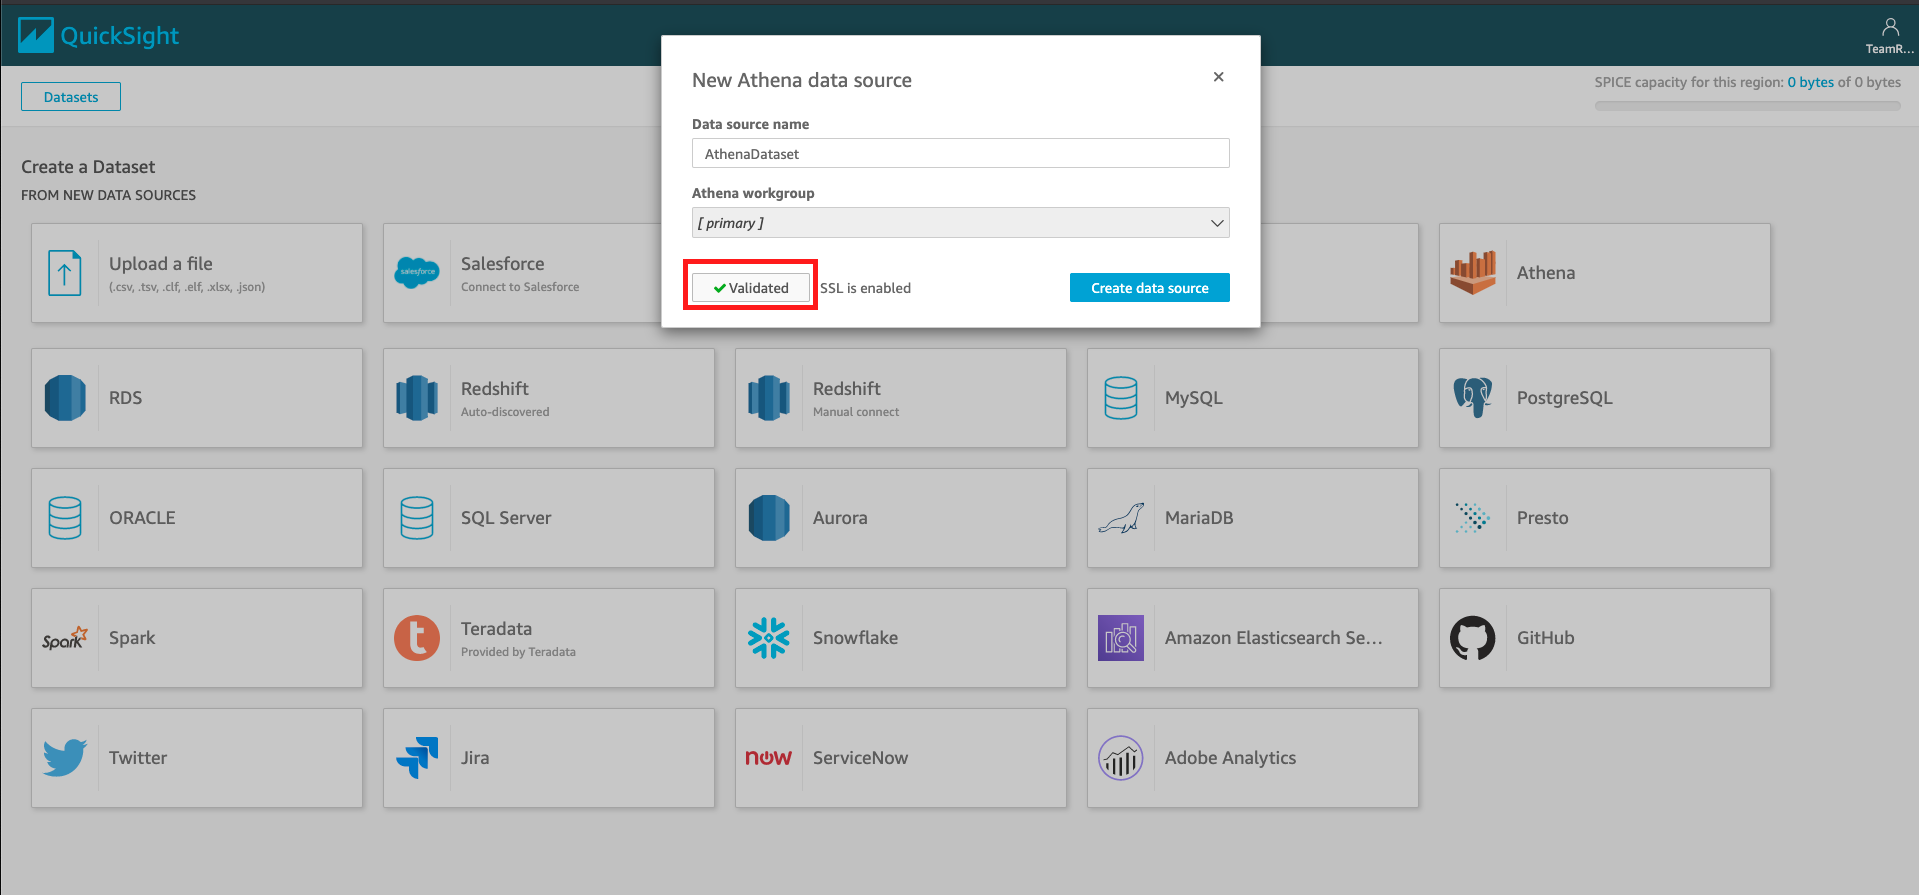 QuickSight
TeamR...
Datasets
SPICE capacity for this region: 0 bytes of 0 bytes
New Athena data source
Data source name
AthenaDataset
Athena workgroup
[ primary ]
Validated
SSL is enabled
Create data source
Create a Dataset
FROM NEW DATA SOURCES
Upload a file
(.csv, .tsv, .clf, .elf, .xlsx, .json)
salesforce
Salesforce
Connect to Salesforce
Athena
RDS
Redshift
Auto-discovered
Redshift
Manual connect
MySQL
PostgreSQL
ORACLE
SQL Server
Aurora
MariaDB
Presto
Spark
Spark
t
Teradata
Provided by Teradata
Snowflake
Amazon Elasticsearch Se...
GitHub
Twitter
Jira
now
ServiceNow
Adobe Analytics